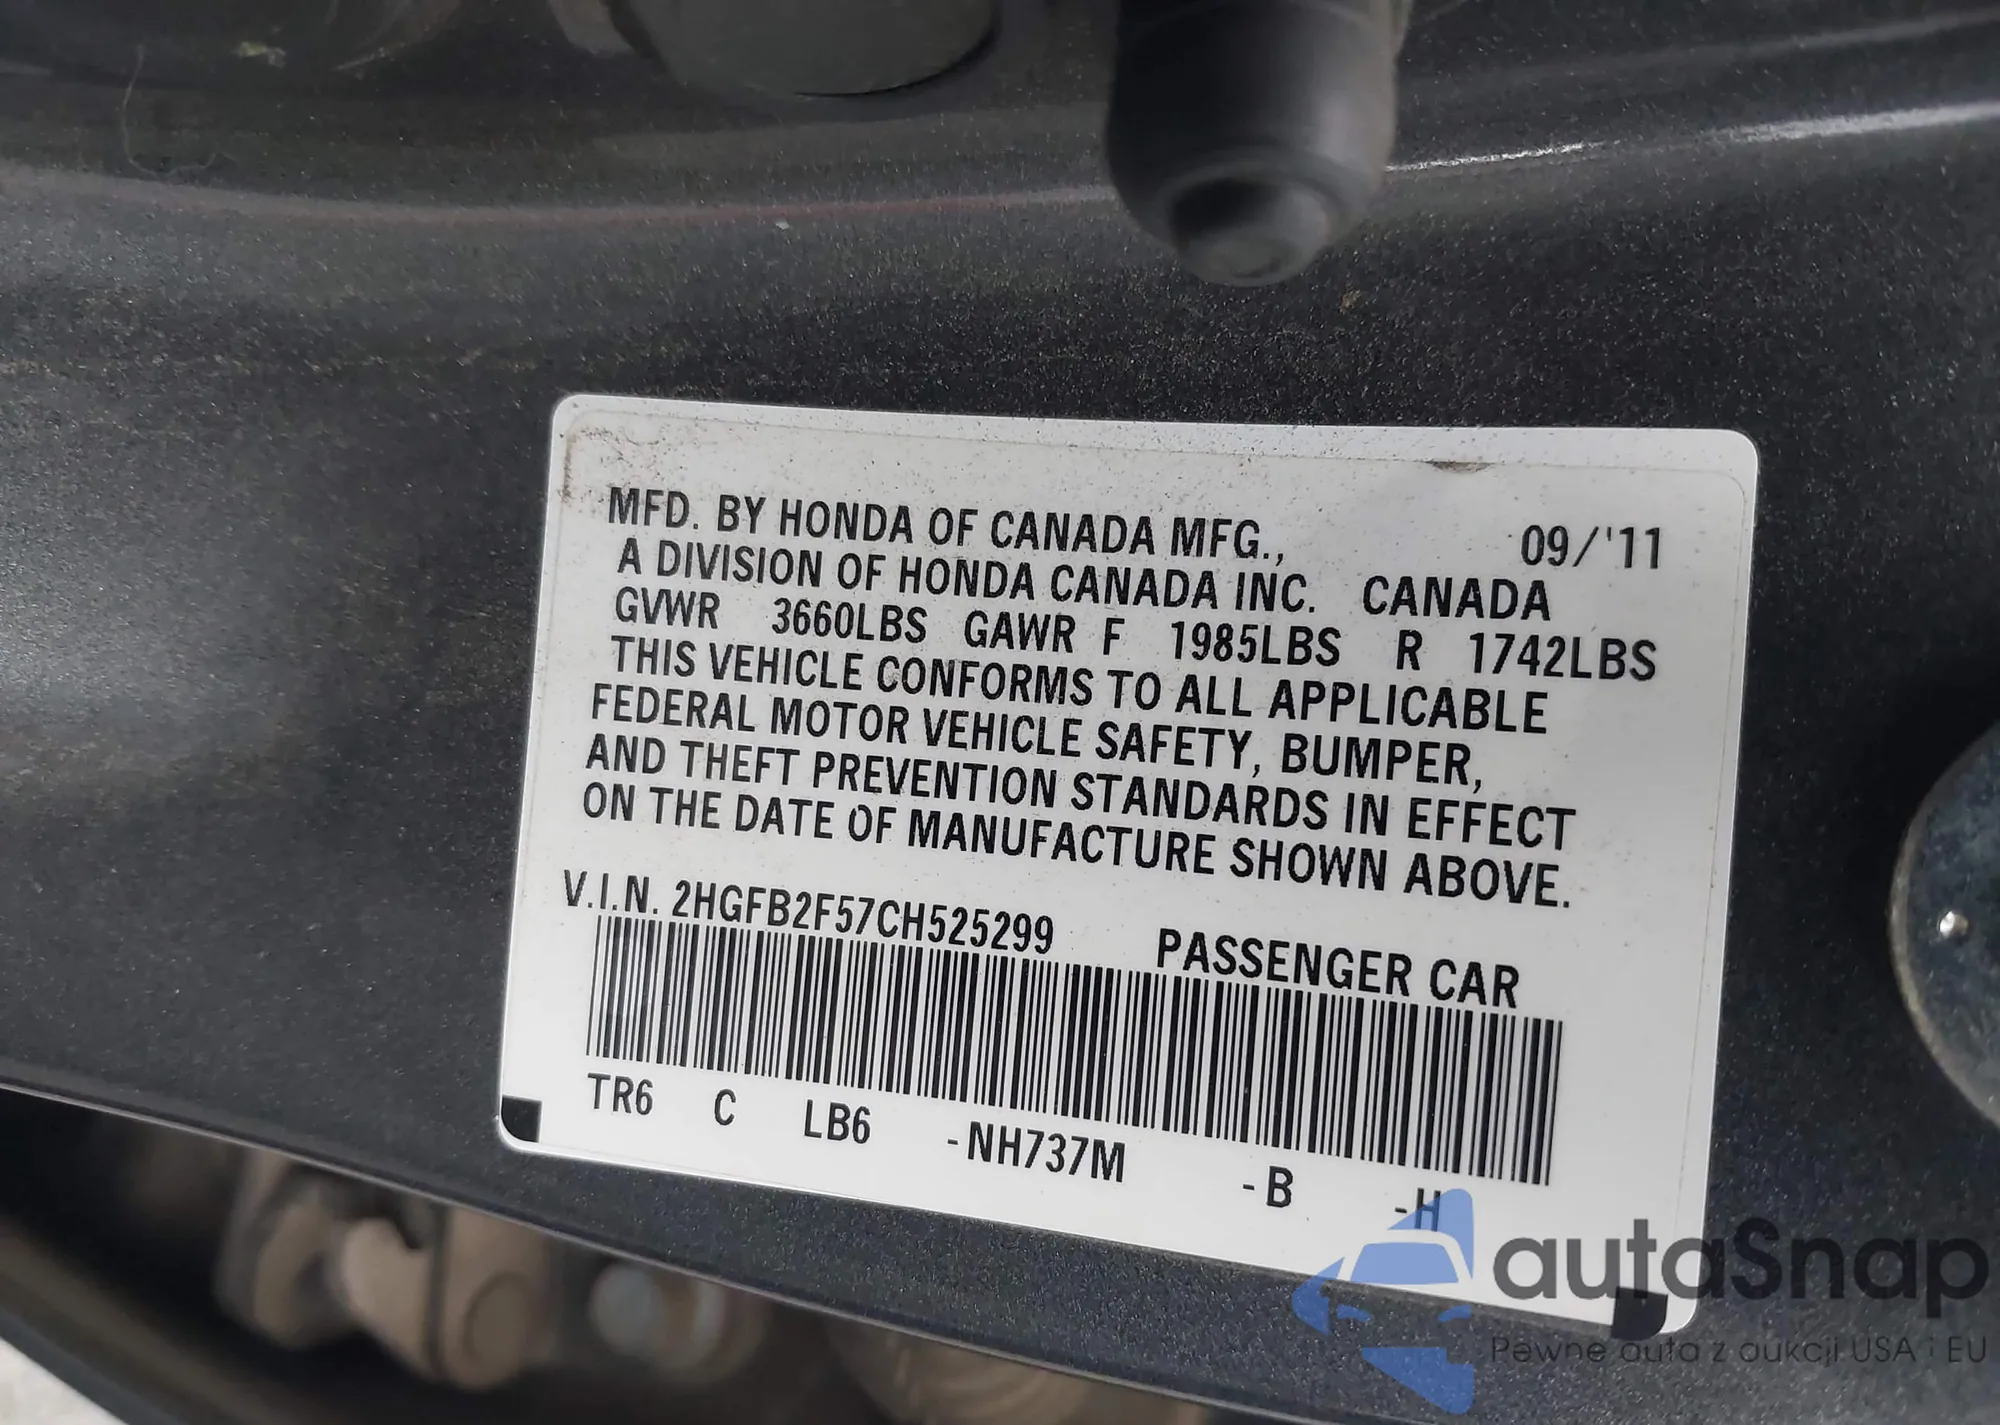 MFD. BY HONDA OF CANADA MFG., 09/'11
A DIVISION OF HONDA CANADA INC. CANADA
GVWR 3660LBS GAWR F 1985LBS R 1742LBS
THIS VEHICLE CONFORMS TO ALL APPLICABLE
FEDERAL MOTOR VEHICLE SAFETY, BUMPER,
AND THEFT PREVENTION STANDARDS IN EFFECT
ON THE DATE OF MANUFACTURE SHOWN ABOVE.
V.I.N. 2HGFB2F57CH525299 PASSENGER CAR
TR6 C LB6 -NH737M -B -H
autaSnap
Pewne auta z aukcji USA i EU